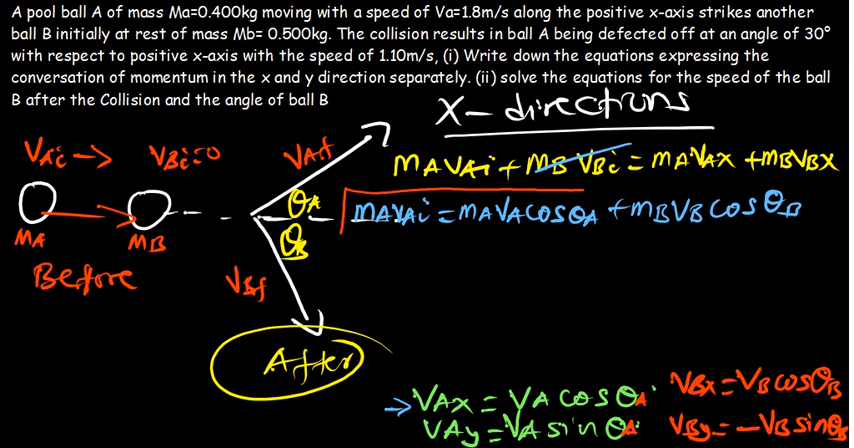 A pool ball A of mass Ma=0.400kg moving with a speed of Va=1.8m/s along the positive x-axis strikes another
ball B initially at rest of mass Mb= 0.500kg. The collision results in ball A being defected off at an angle of 30°
with respect to positive x-axis with the speed of 1.10m/s, (i) Write down the equations expressing the
conversation of momentum in the x and y direction separately. (ii) solve the equations for the speed of the ball
B after the Collision and the angle of ball B
X- directions
VAi -> VBi=0 VAf
MAVAi + MBVBi = MAVAX + MBVBX
θA
MAVAi = MAVACOSθA + MBVBCOSθB
θB
MA MB
Before
VBf
After
-> VAX = VA COS θA
VAy = VA sin θA
VBX = VB COSθB
VBy = -VB sinθB